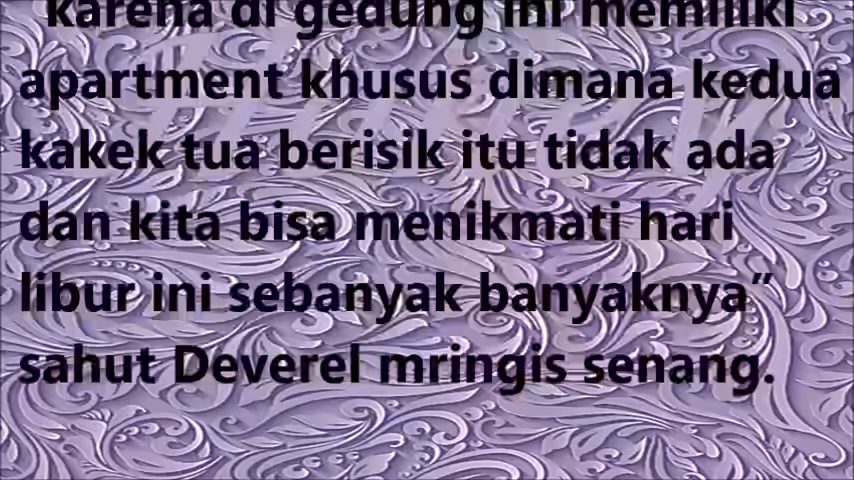 karena di gedung ini memiliki
apartment khusus dimana kedua
kakek tua berisik itu tidak ada
dan kita bisa menikmati hari
libur ini sebanyak banyaknya”
sahut Deverel mringis senang.